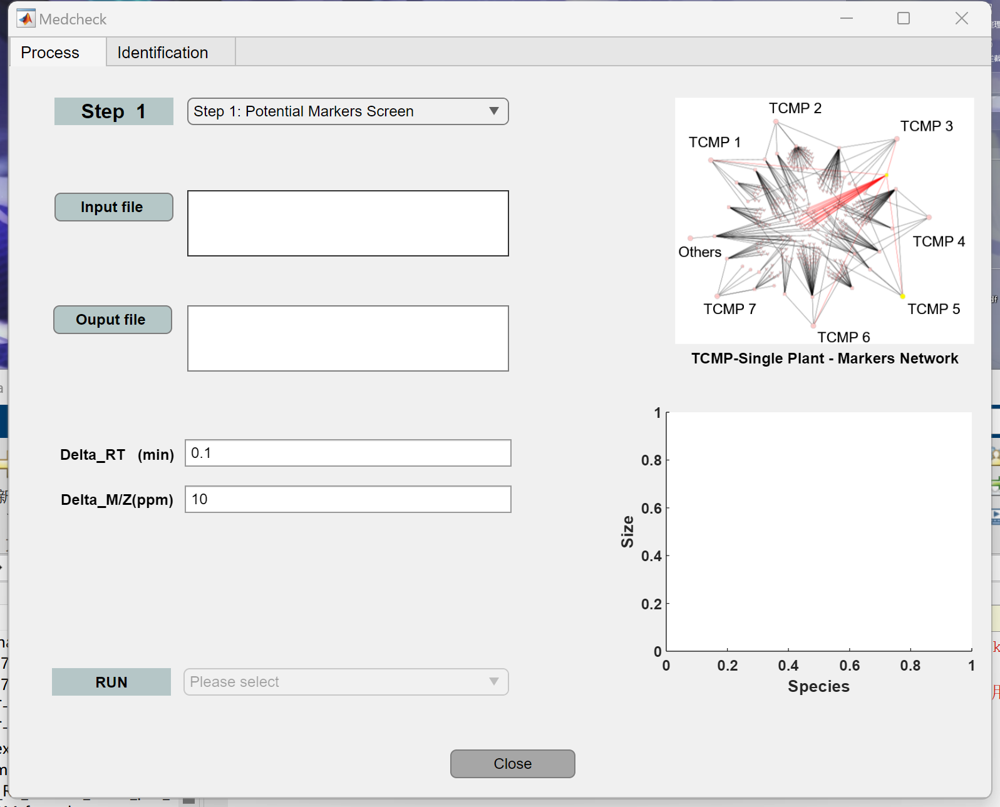 Medcheck
Process
Identification
Step 1
Step 1: Potential Markers Screen
Input file
Ouput file
Delta_RT (min)
0.1
Delta_M/Z(ppm)
10
RUN
Please select
Close
TCMP 2
TCMP 3
TCMP 1
TCMP 4
Others
TCMP 7
TCMP 5
TCMP 6
TCMP-Single Plant - Markers Network
1
0.8
0.6
0.4
0.2
0
Size
0 0.2 0.4 0.6 0.8 1
Species